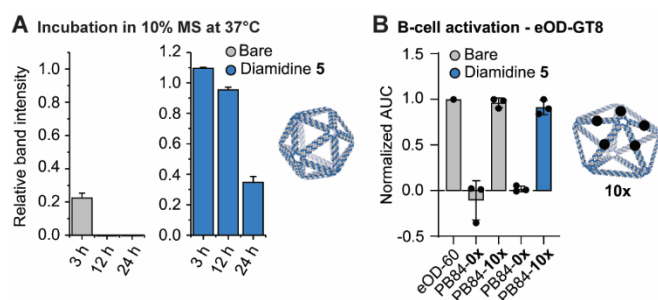 A Incubation in 10% MS at 37°C
Relative band intensity
1.0
0.8
0.6
0.4
0.2
0.0
3 h
12 h
24 h
1.2
1.0
0.8
0.6
0.4
0.2
0.0
3 h
12 h
24 h
Bare
Diamidine 5
B B-cell activation - eOD-GT8
Normalized AUC
1.5
1.0
0.5
0.0
-0.5
Bare
Diamidine 5
eOD-60
PB84-0x
PB84-10x
PB84-0x
PB84-10x
10x